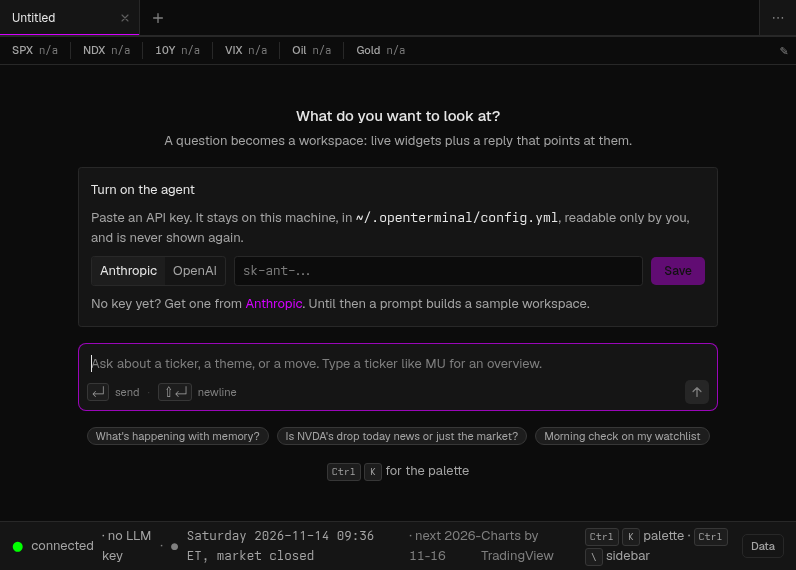 Untitled × + ...
SPX n/a NDX n/a 10Y n/a VIX n/a Oil n/a Gold n/a
What do you want to look at?
A question becomes a workspace: live widgets plus a reply that points at them.
Turn on the agent
Paste an API key. It stays on this machine, in ~/.openterminal/config.yml, readable only by you,
and is never shown again.
Anthropic OpenAI sk-ant-... Save
No key yet? Get one from Anthropic. Until then a prompt builds a sample workspace.
Ask about a ticker, a theme, or a move. Type a ticker like MU for an overview.
send · newline
What's happening with memory? Is NVDA's drop today news or just the market? Morning check on my watchlist
Ctrl K for the palette
connected · no LLM key · Saturday 2026-11-14 09:36 ET, market closed · next 2026-11-16 Charts by TradingView Ctrl K palette · Ctrl \ sidebar Data